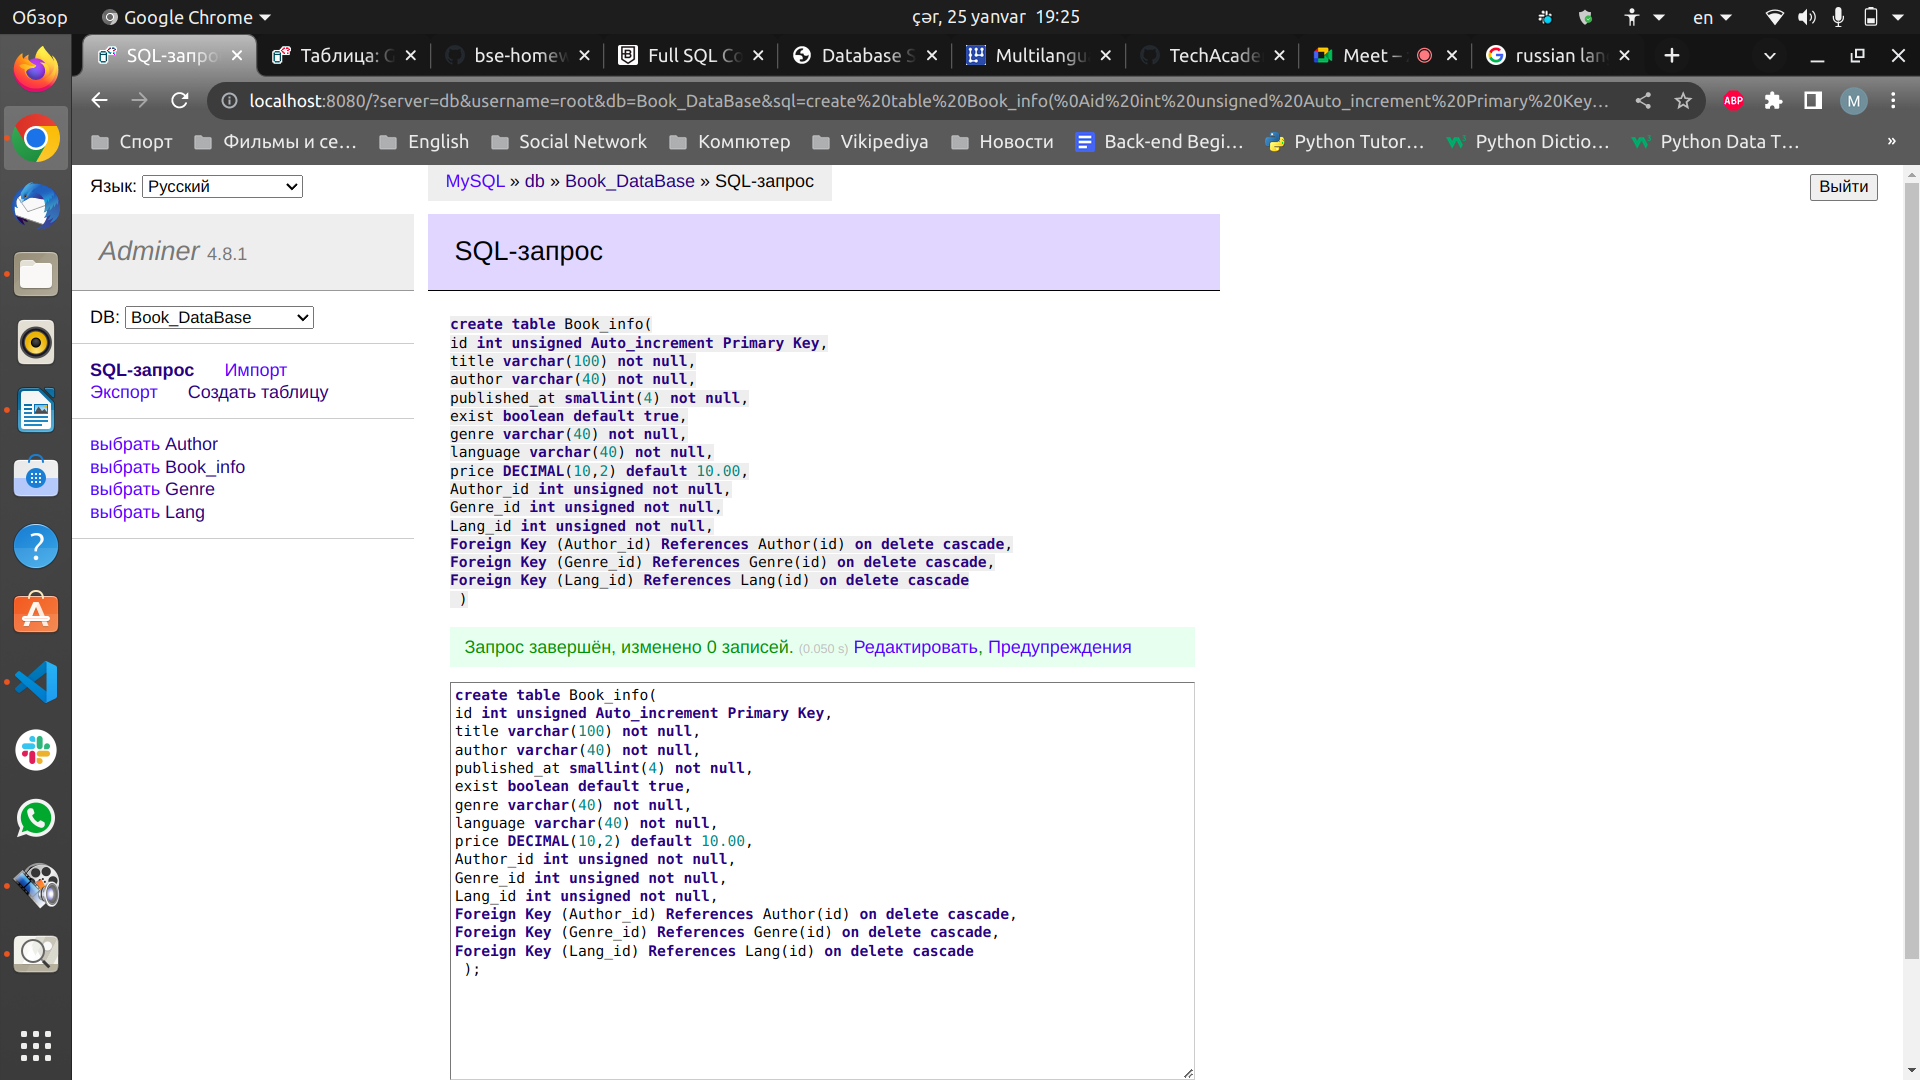 Обзор Google Chrome çər, 25 yanvar 19:25 en
SQL-запро Таблица: G bse-homew Full SQL Co Database S Multilangu TechAcade Meet – russian lan
localhost:8080/?server=db&username=root&db=Book_DataBase&sql=create%20table%20Book_info(%0Aid%20int%20unsigned%20Auto_increment%20Primary%20Key... ABP M
Спорт Фильмы и се... English Social Network Компютер Vikipediya Новости Back-end Begi... Python Tutor... Python Dictio... Python Data T... »
Язык: Русский MySQL » db » Book_DataBase » SQL-запрос Выйти
Adminer 4.8.1 SQL-запрос
DB: Book_DataBase
SQL-запрос Импорт
Экспорт Создать таблицу
выбрать Author
выбрать Book_info
выбрать Genre
выбрать Lang
create table Book_info(
id int unsigned Auto_increment Primary Key,
title varchar(100) not null,
author varchar(40) not null,
published_at smallint(4) not null,
exist boolean default true,
genre varchar(40) not null,
language varchar(40) not null,
price DECIMAL(10,2) default 10.00,
Author_id int unsigned not null,
Genre_id int unsigned not null,
Lang_id int unsigned not null,
Foreign Key (Author_id) References Author(id) on delete cascade,
Foreign Key (Genre_id) References Genre(id) on delete cascade,
Foreign Key (Lang_id) References Lang(id) on delete cascade
)
Запрос завершён, изменено 0 записей. (0.050 s) Редактировать, Предупреждения
create table Book_info(
id int unsigned Auto_increment Primary Key,
title varchar(100) not null,
author varchar(40) not null,
published_at smallint(4) not null,
exist boolean default true,
genre varchar(40) not null,
language varchar(40) not null,
price DECIMAL(10,2) default 10.00,
Author_id int unsigned not null,
Genre_id int unsigned not null,
Lang_id int unsigned not null,
Foreign Key (Author_id) References Author(id) on delete cascade,
Foreign Key (Genre_id) References Genre(id) on delete cascade,
Foreign Key (Lang_id) References Lang(id) on delete cascade
);